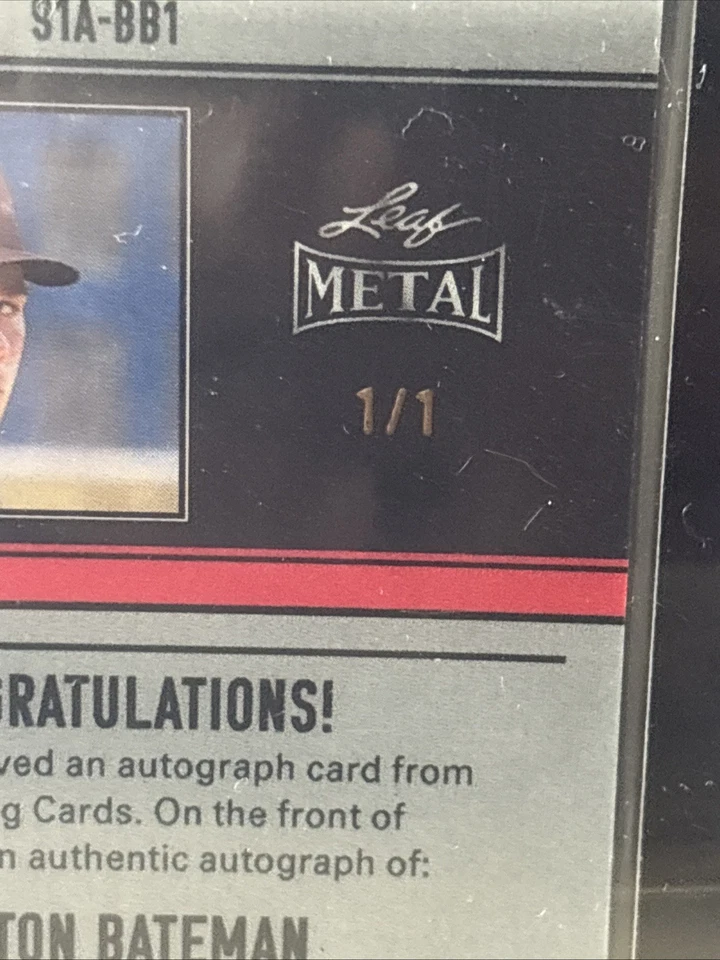 S1A-BB1
Leaf
METAL
1/1
GRATULATIONS!
ved an autograph card from
g Cards. On the front of
n authentic autograph of:
TON BATEMAN